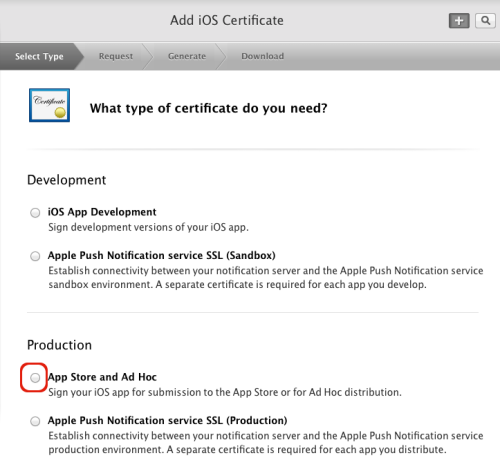 Add iOS Certificate
Select Type
Request
Generate
Download
Certificate
What type of certificate do you need?
Development
iOS App Development
Sign development versions of your iOS app.
Apple Push Notification service SSL (Sandbox)
Establish connectivity between your notification server and the Apple Push Notification service
sandbox environment. A separate certificate is required for each app you develop.
Production
App Store and Ad Hoc
Sign your iOS app for submission to the App Store or for Ad Hoc distribution.
Apple Push Notification service SSL (Production)
Establish connectivity between your notification server and the Apple Push Notification service
production environment. A separate certificate is required for each app you distribute.